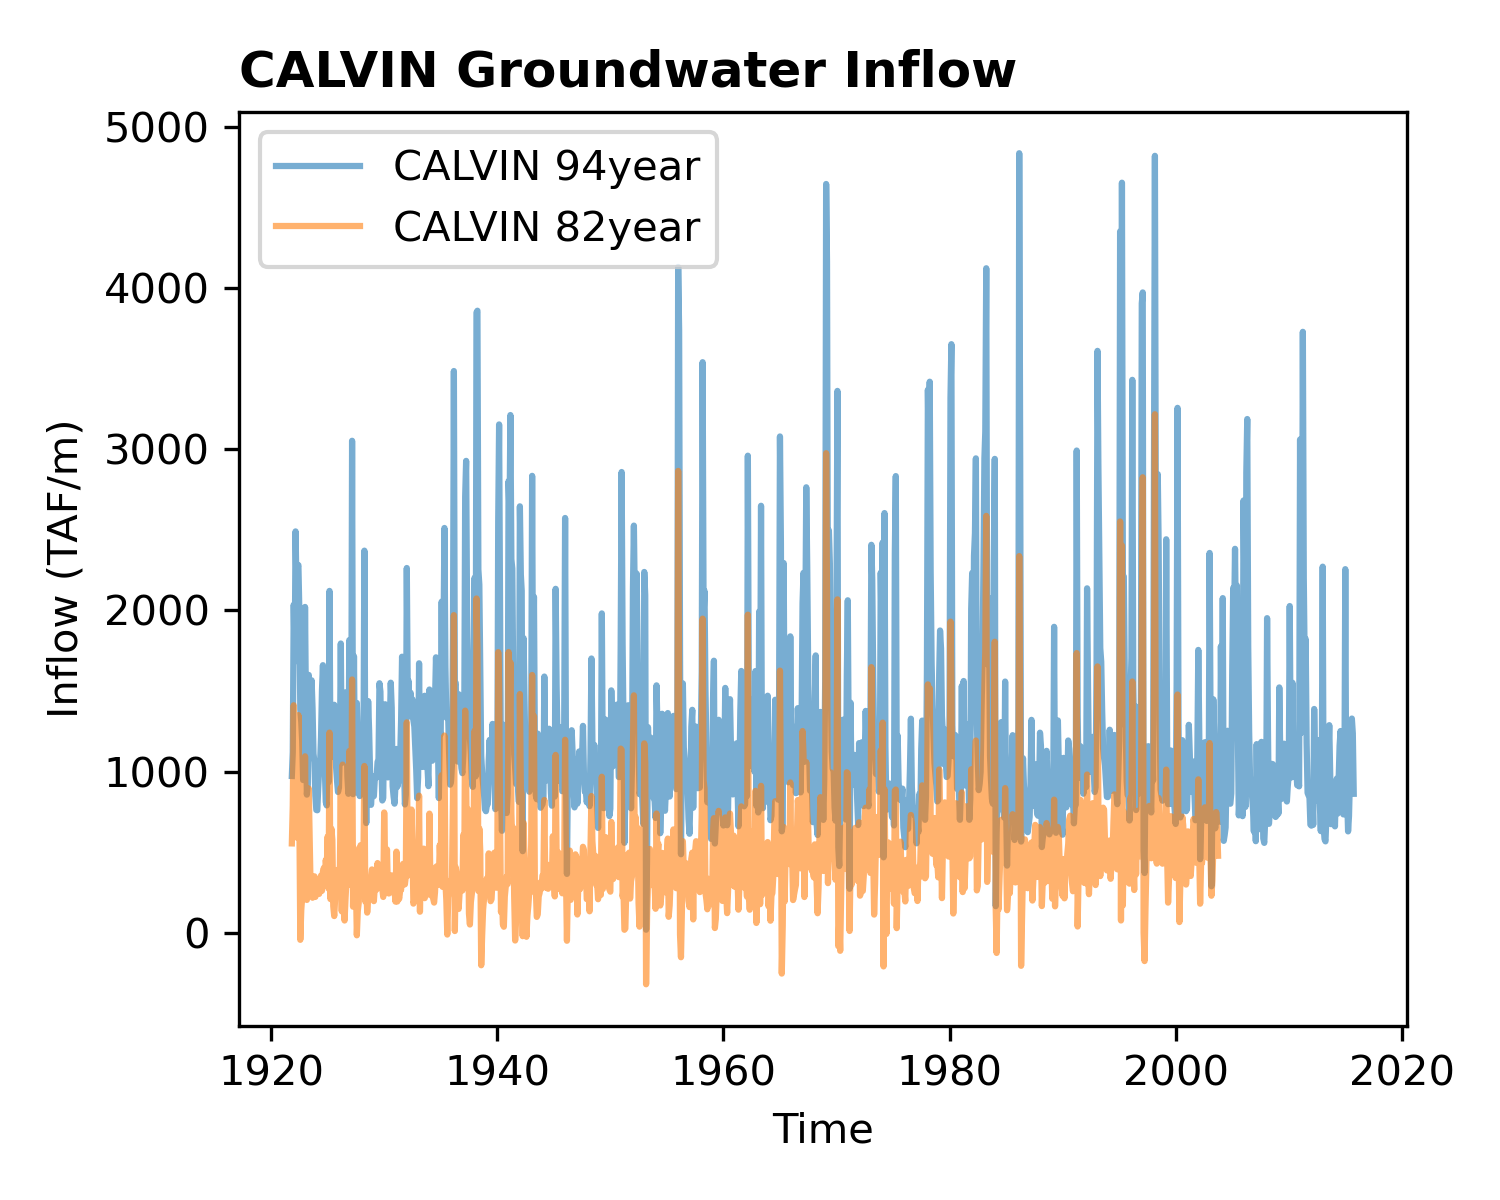 CALVIN Groundwater Inflow
CALVIN 94year
CALVIN 82year
5000
4000
3000
2000
1000
0
Inflow (TAF/m)
1920 1940 1960 1980 2000 2020
Time